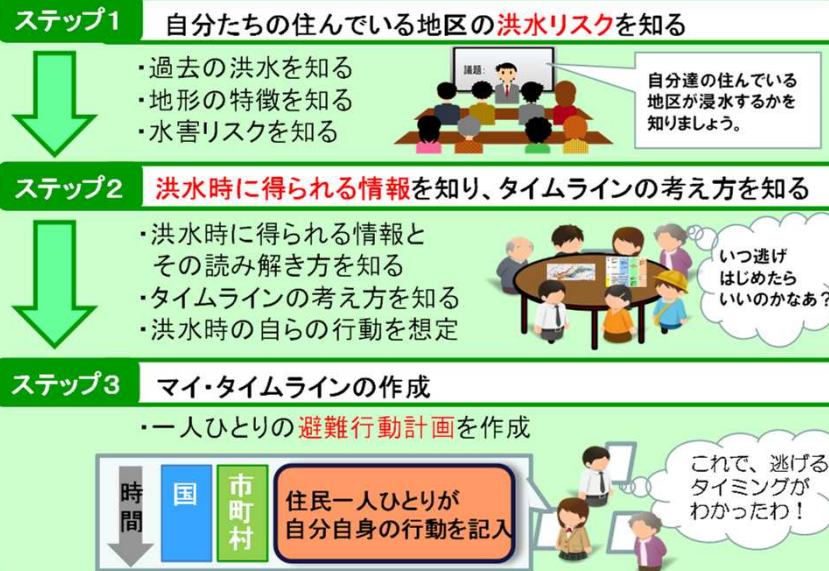 ステップ1
自分たちの住んでいる地区の洪水リスクを知る
・過去の洪水を知る
・地形の特徴を知る
・水害リスクを知る
議題:
自分達の住んでいる
地区が浸水するかを
知りましょう。
ステップ2
洪水時に得られる情報を知り、タイムラインの考え方を知る
・洪水時に得られる情報と
その読み解き方を知る
・タイムラインの考え方を知る
・洪水時の自らの行動を想定
いつ逃げ
はじめたら
いいのかなあ?
ステップ3
マイ・タイムラインの作成
・一人ひとりの避難行動計画を作成
時間
国
市町村
住民一人ひとりが
自分自身の行動を記入
これで、逃げる
タイミングが
わかったわ!